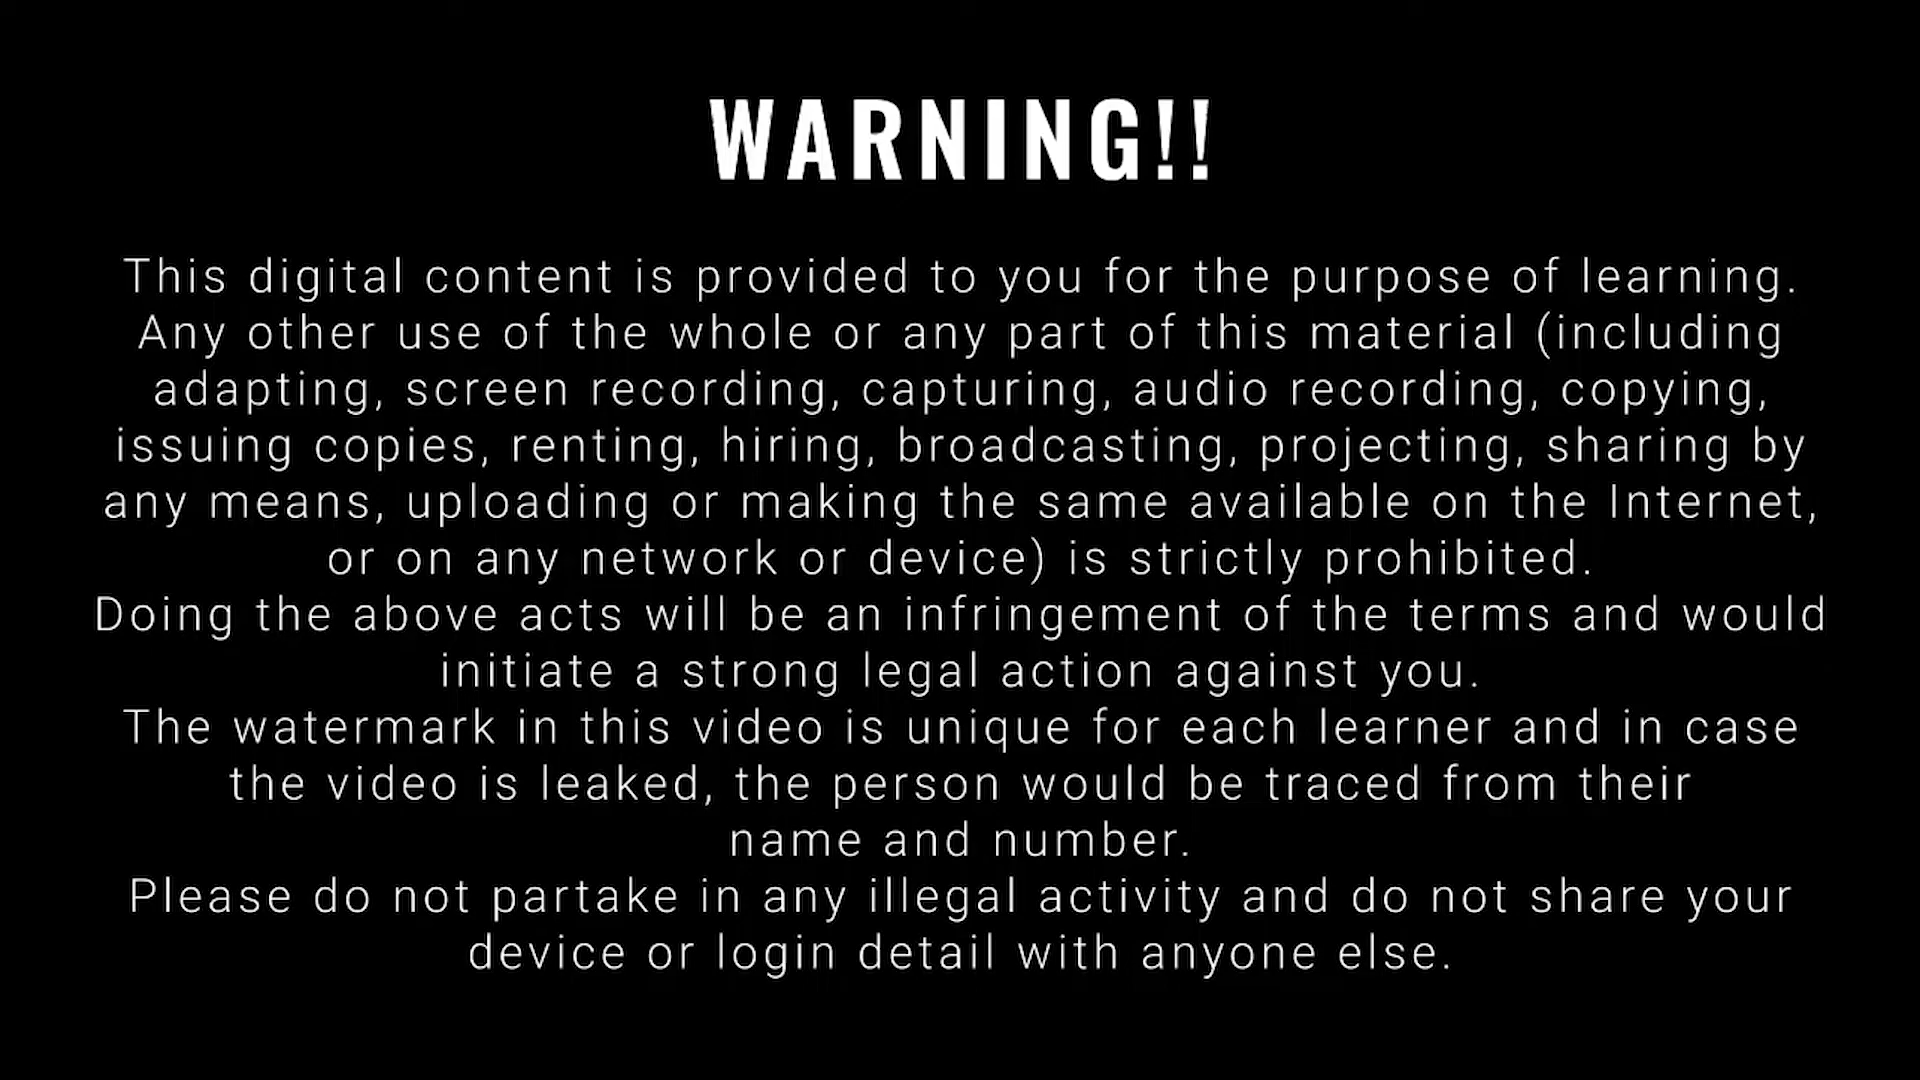 WARNING!!
This digital content is provided to you for the purpose of learning.
Any other use of the whole or any part of this material (including
adapting, screen recording, capturing, audio recording, copying,
issuing copies, renting, hiring, broadcasting, projecting, sharing by
any means, uploading or making the same available on the Internet,
or on any network or device) is strictly prohibited.
Doing the above acts will be an infringement of the terms and would
initiate a strong legal action against you.
The watermark in this video is unique for each learner and in case
the video is leaked, the person would be traced from their
name and number.
Please do not partake in any illegal activity and do not share your
device or login detail with anyone else.